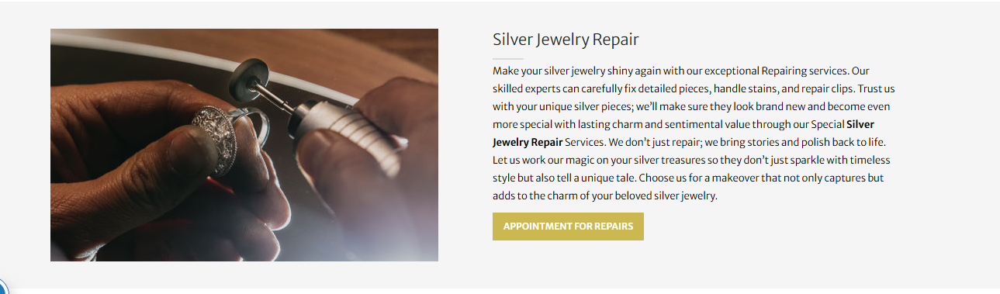 Silver Jewelry Repair
Make your silver jewelry shiny again with our exceptional Repairing services. Our
skilled experts can carefully fix detailed pieces, handle stains, and repair clips. Trust us
with your unique silver pieces; we’ll make sure they look brand new and become even
more special with lasting charm and sentimental value through our Special Silver
Jewelry Repair Services. We don’t just repair; we bring stories and polish back to life.
Let us work our magic on your silver treasures so they don’t just sparkle with timeless
style but also tell a unique tale. Choose us for a makeover that not only captures but
adds to the charm of your beloved silver jewelry.
APPOINTMENT FOR REPAIRS